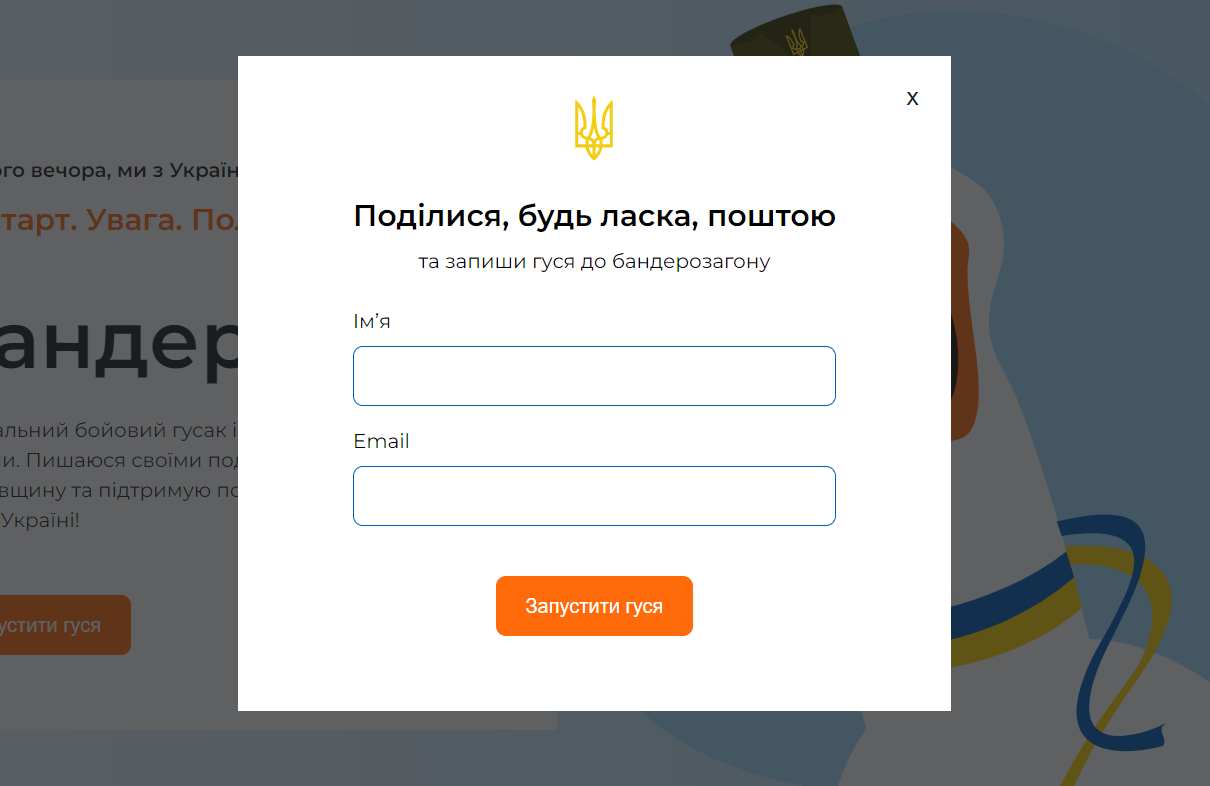 x
ого вечора, ми з Україн
тарт. Увага. По
Поділися, будь ласка, поштою
та запиши гуся до бандерозагону
Ім’я
андер
Email
альний бойовий гусак і
и. Пишаюся своїми под
вщину та підтримую по
Україні!
Запустити гуся
устити гуся